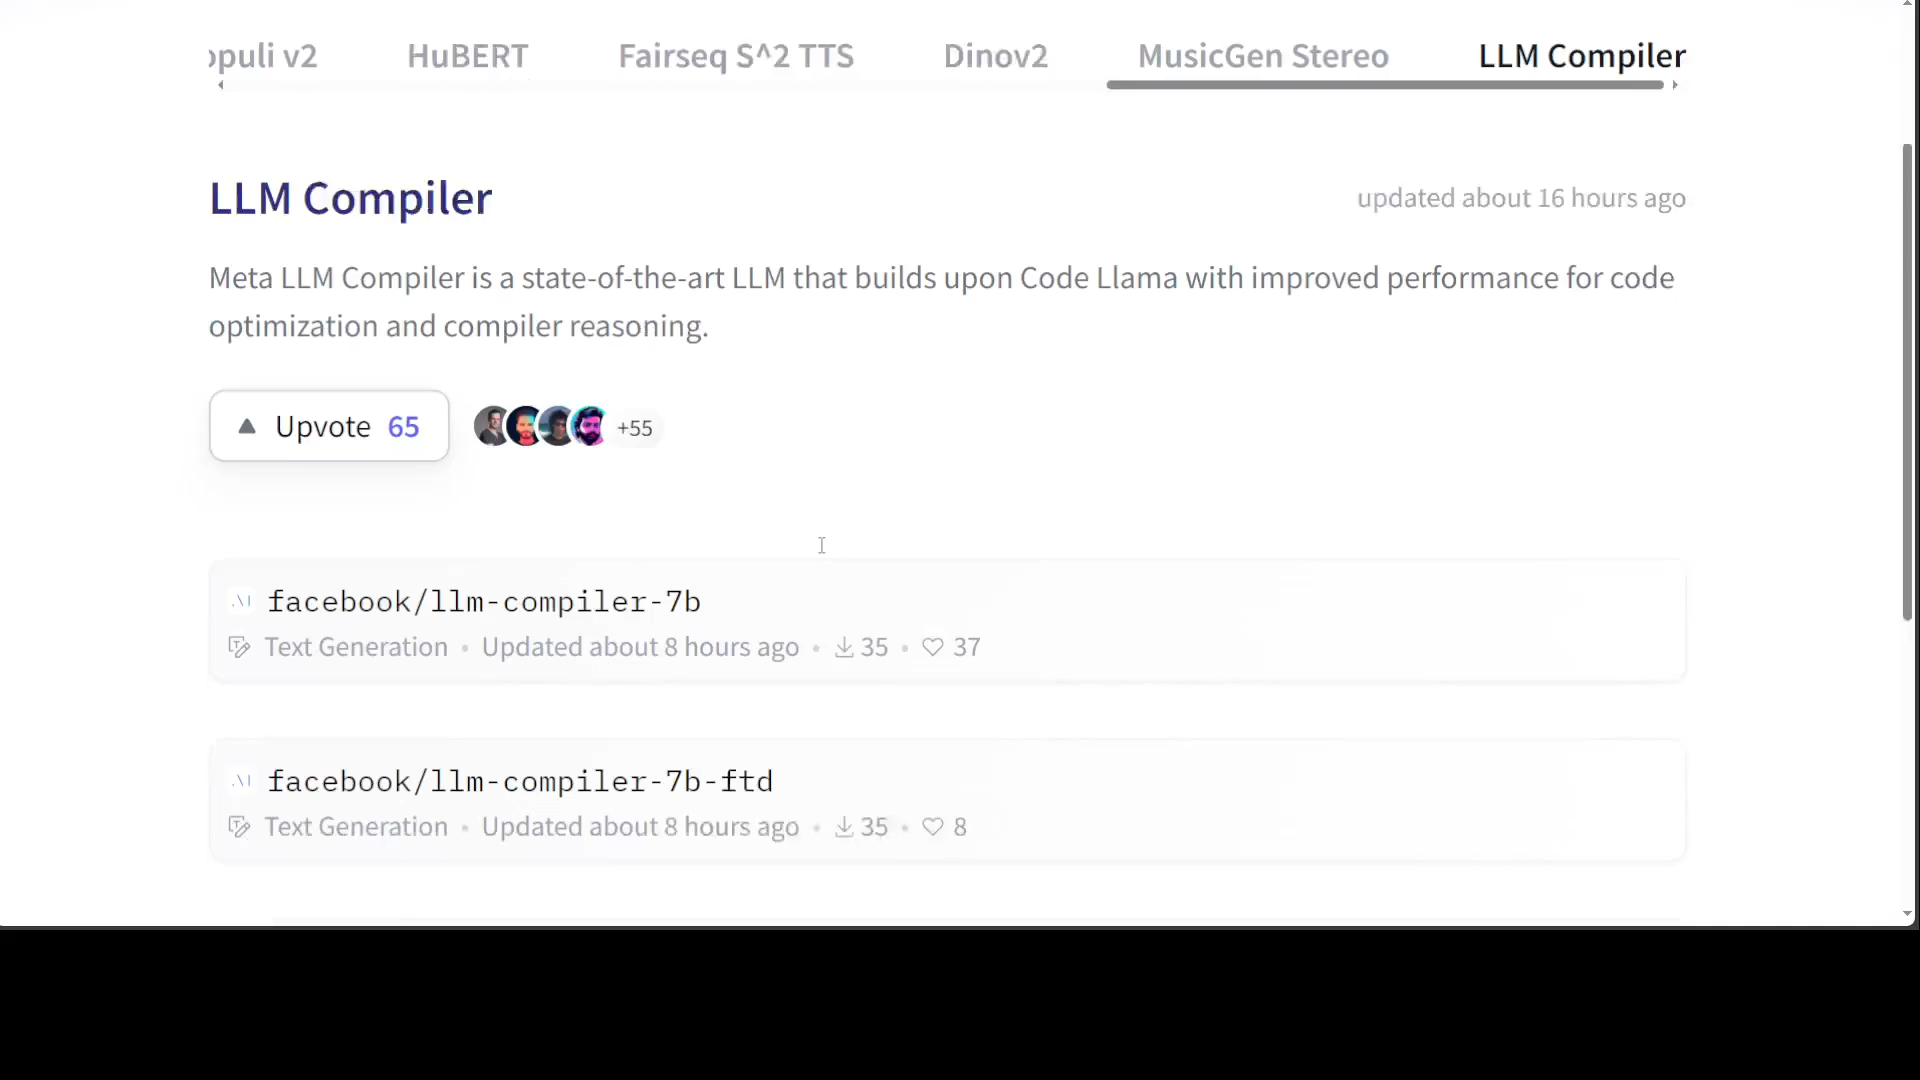 opuli v2 HuBERT Fairseq S^2 TTS Dinov2 MusicGen Stereo LLM Compiler
LLM Compiler updated about 16 hours ago
Meta LLM Compiler is a state-of-the-art LLM that builds upon Code Llama with improved performance for code
optimization and compiler reasoning.
Upvote 65 +55
facebook/llm-compiler-7b
Text Generation • Updated about 8 hours ago • 35 • 37
facebook/llm-compiler-7b-ftd
Text Generation • Updated about 8 hours ago • 35 • 8